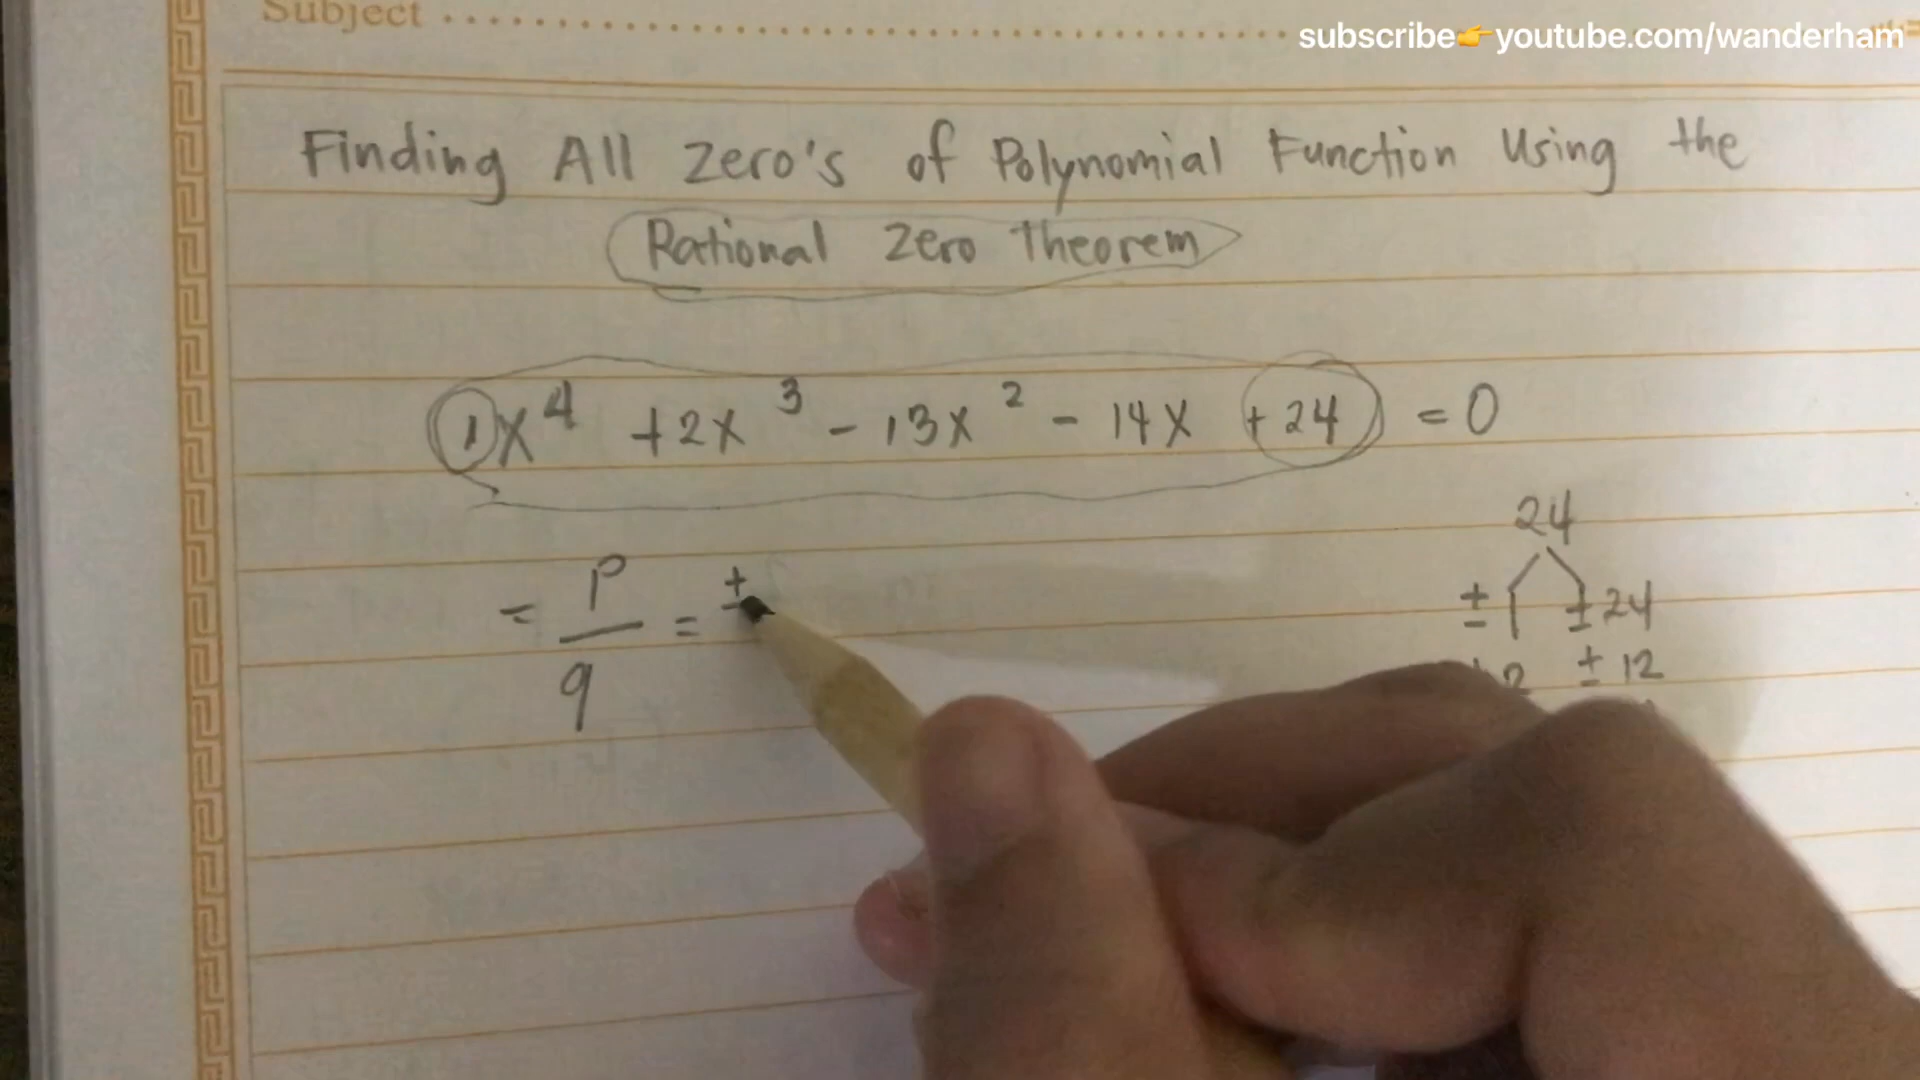 Subject
subscribe👉youtube.com/wanderham
Finding All Zero's of Polynomial Function Using the
Rational Zero Theorem
1x⁴ + 2x³ - 13x² - 14x + 24 = 0
24
= p/q = ±
± 1 ± 24
± 2 ± 12